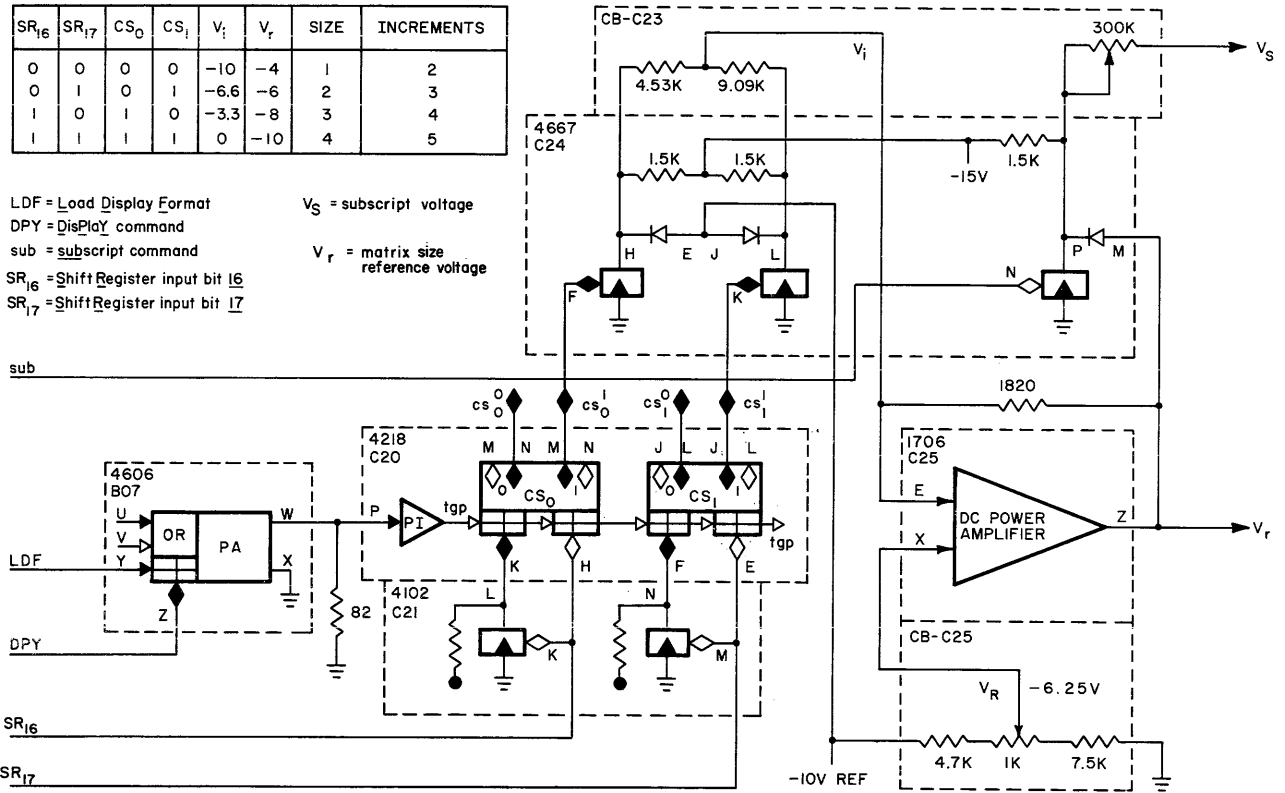 SR16 SR17 CS0 CS1 Vi Vr SIZE INCREMENTS
0 0 0 0 -10 -4 1 2
0 1 0 1 -6.6 -6 2 3
1 0 1 0 -3.3 -8 3 4
1 1 1 1 0 -10 4 5
LDF = Load Display Format
DPY = DisPlaY command
sub = subscript command
SR16 = Shift Register input bit 16
SR17 = Shift Register input bit 17
VS = subscript voltage
Vr = matrix size
reference voltage
CB-C23
Vi
300K
VS
4.53K 9.09K
4667
C24
1.5K 1.5K
-15V
1.5K
H E J L
P M
F K N
sub
1820
cs0^0 cs0^1 cs1^0 cs1^1
4218
C20
M N M N J L J L
0 1 0 1
CS0 CS1
P PI tgp tgp
K H F E
4606
B07
U
V
OR PA
W
X
LDF Y
Z
82
DPY
4102
C21
L N
K M
SR16
SR17
1706
C25
E
X
DC POWER
AMPLIFIER
Z
Vr
CB-C25
VR -6.25V
4.7K 1K 7.5K
-10V REF